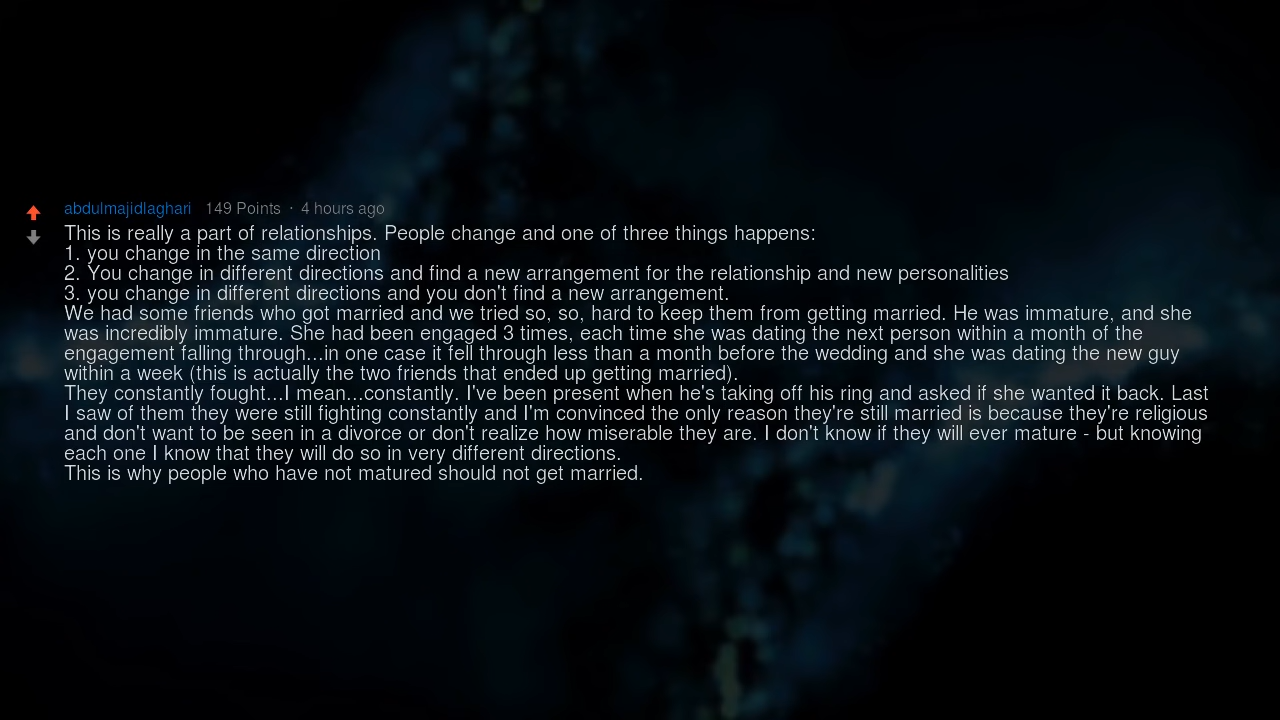 abdulmajidlaghari 149 Points · 4 hours ago
This is really a part of relationships. People change and one of three things happens:
1. you change in the same direction
2. You change in different directions and find a new arrangement for the relationship and new personalities
3. you change in different directions and you don't find a new arrangement.
We had some friends who got married and we tried so, so, hard to keep them from getting married. He was immature, and she
was incredibly immature. She had been engaged 3 times, each time she was dating the next person within a month of the
engagement falling through...in one case it fell through less than a month before the wedding and she was dating the new guy
within a week (this is actually the two friends that ended up getting married).
They constantly fought...I mean...constantly. I've been present when he's taking off his ring and asked if she wanted it back. Last
I saw of them they were still fighting constantly and I'm convinced the only reason they're still married is because they're religious
and don't want to be seen in a divorce or don't realize how miserable they are. I don't know if they will ever mature - but knowing
each one I know that they will do so in very different directions.
This is why people who have not matured should not get married.